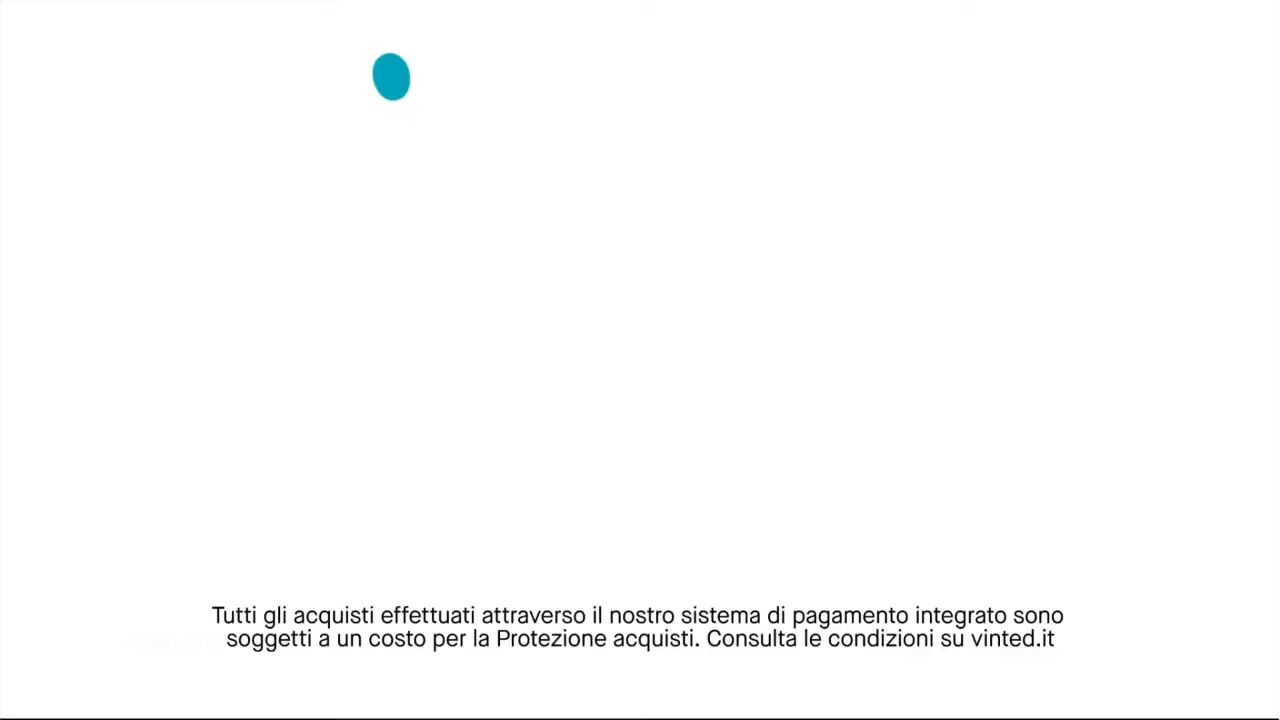 Tutti gli acquisti effettuati attraverso il nostro sistema di pagamento integrato sono
soggetti a un costo per la Protezione acquisti. Consulta le condizioni su vinted.it